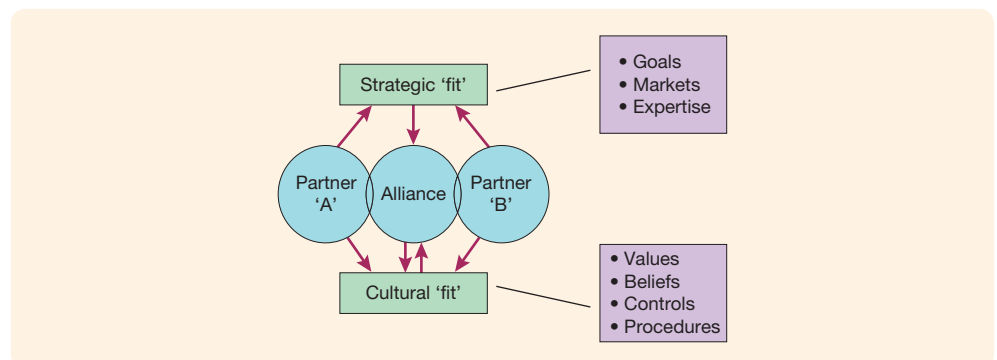 Strategic ‘fit’
• Goals
• Markets
• Expertise
Partner
‘A’
Alliance
Partner
‘B’
Cultural ‘fit’
• Values
• Beliefs
• Controls
• Procedures